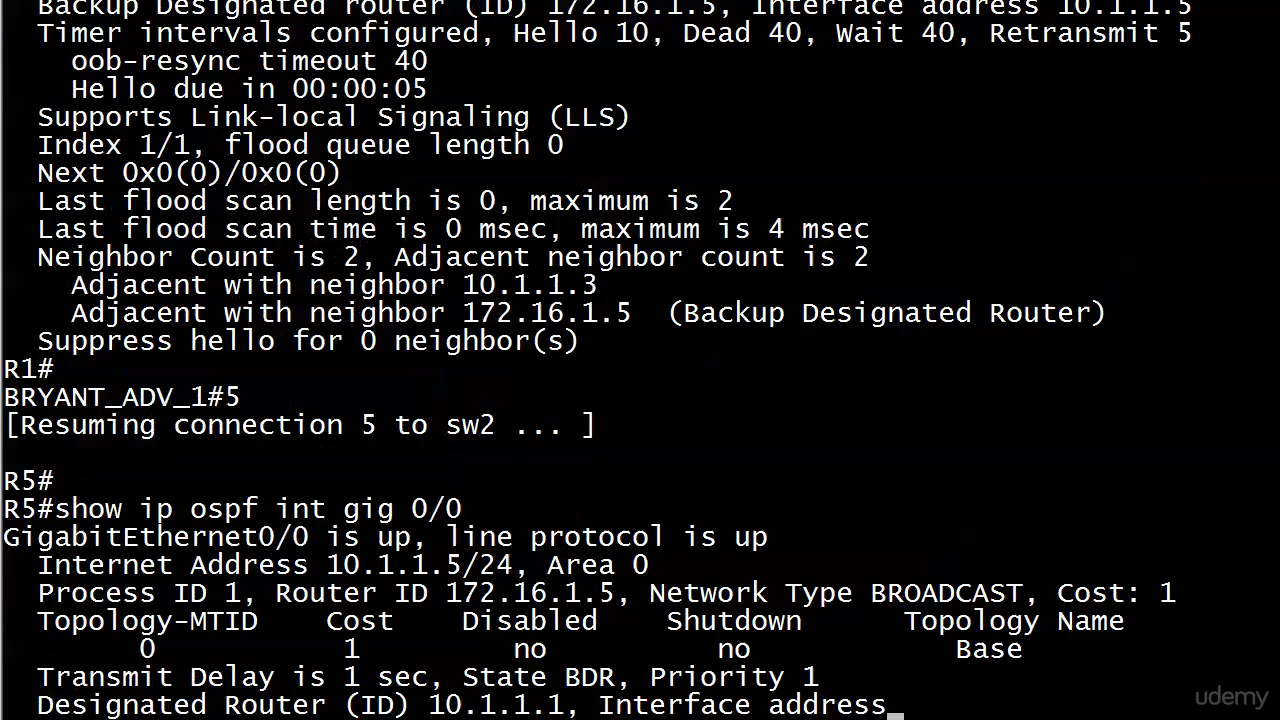 Backup Designated router (ID) 172.16.1.5, Interface address 10.1.1.5
Timer intervals configured, Hello 10, Dead 40, Wait 40, Retransmit 5
oob-resync timeout 40
Hello due in 00:00:05
Supports Link-local Signaling (LLS)
Index 1/1, flood queue length 0
Next 0x0(0)/0x0(0)
Last flood scan length is 0, maximum is 2
Last flood scan time is 0 msec, maximum is 4 msec
Neighbor Count is 2, Adjacent neighbor count is 2
Adjacent with neighbor 10.1.1.3
Adjacent with neighbor 172.16.1.5  (Backup Designated Router)
Suppress hello for 0 neighbor(s)
R1#
BRYANT_ADV_1#5
[Resuming connection 5 to sw2 ... ]
R5#
R5#show ip ospf int gig 0/0
GigabitEthernet0/0 is up, line protocol is up
Internet Address 10.1.1.5/24, Area 0
Process ID 1, Router ID 172.16.1.5, Network Type BROADCAST, Cost: 1
Topology-MTID    Cost    Disabled    Shutdown      Topology Name
0           1         no          no            Base
Transmit Delay is 1 sec, State BDR, Priority 1
Designated Router (ID) 10.1.1.1, Interface address
udemy